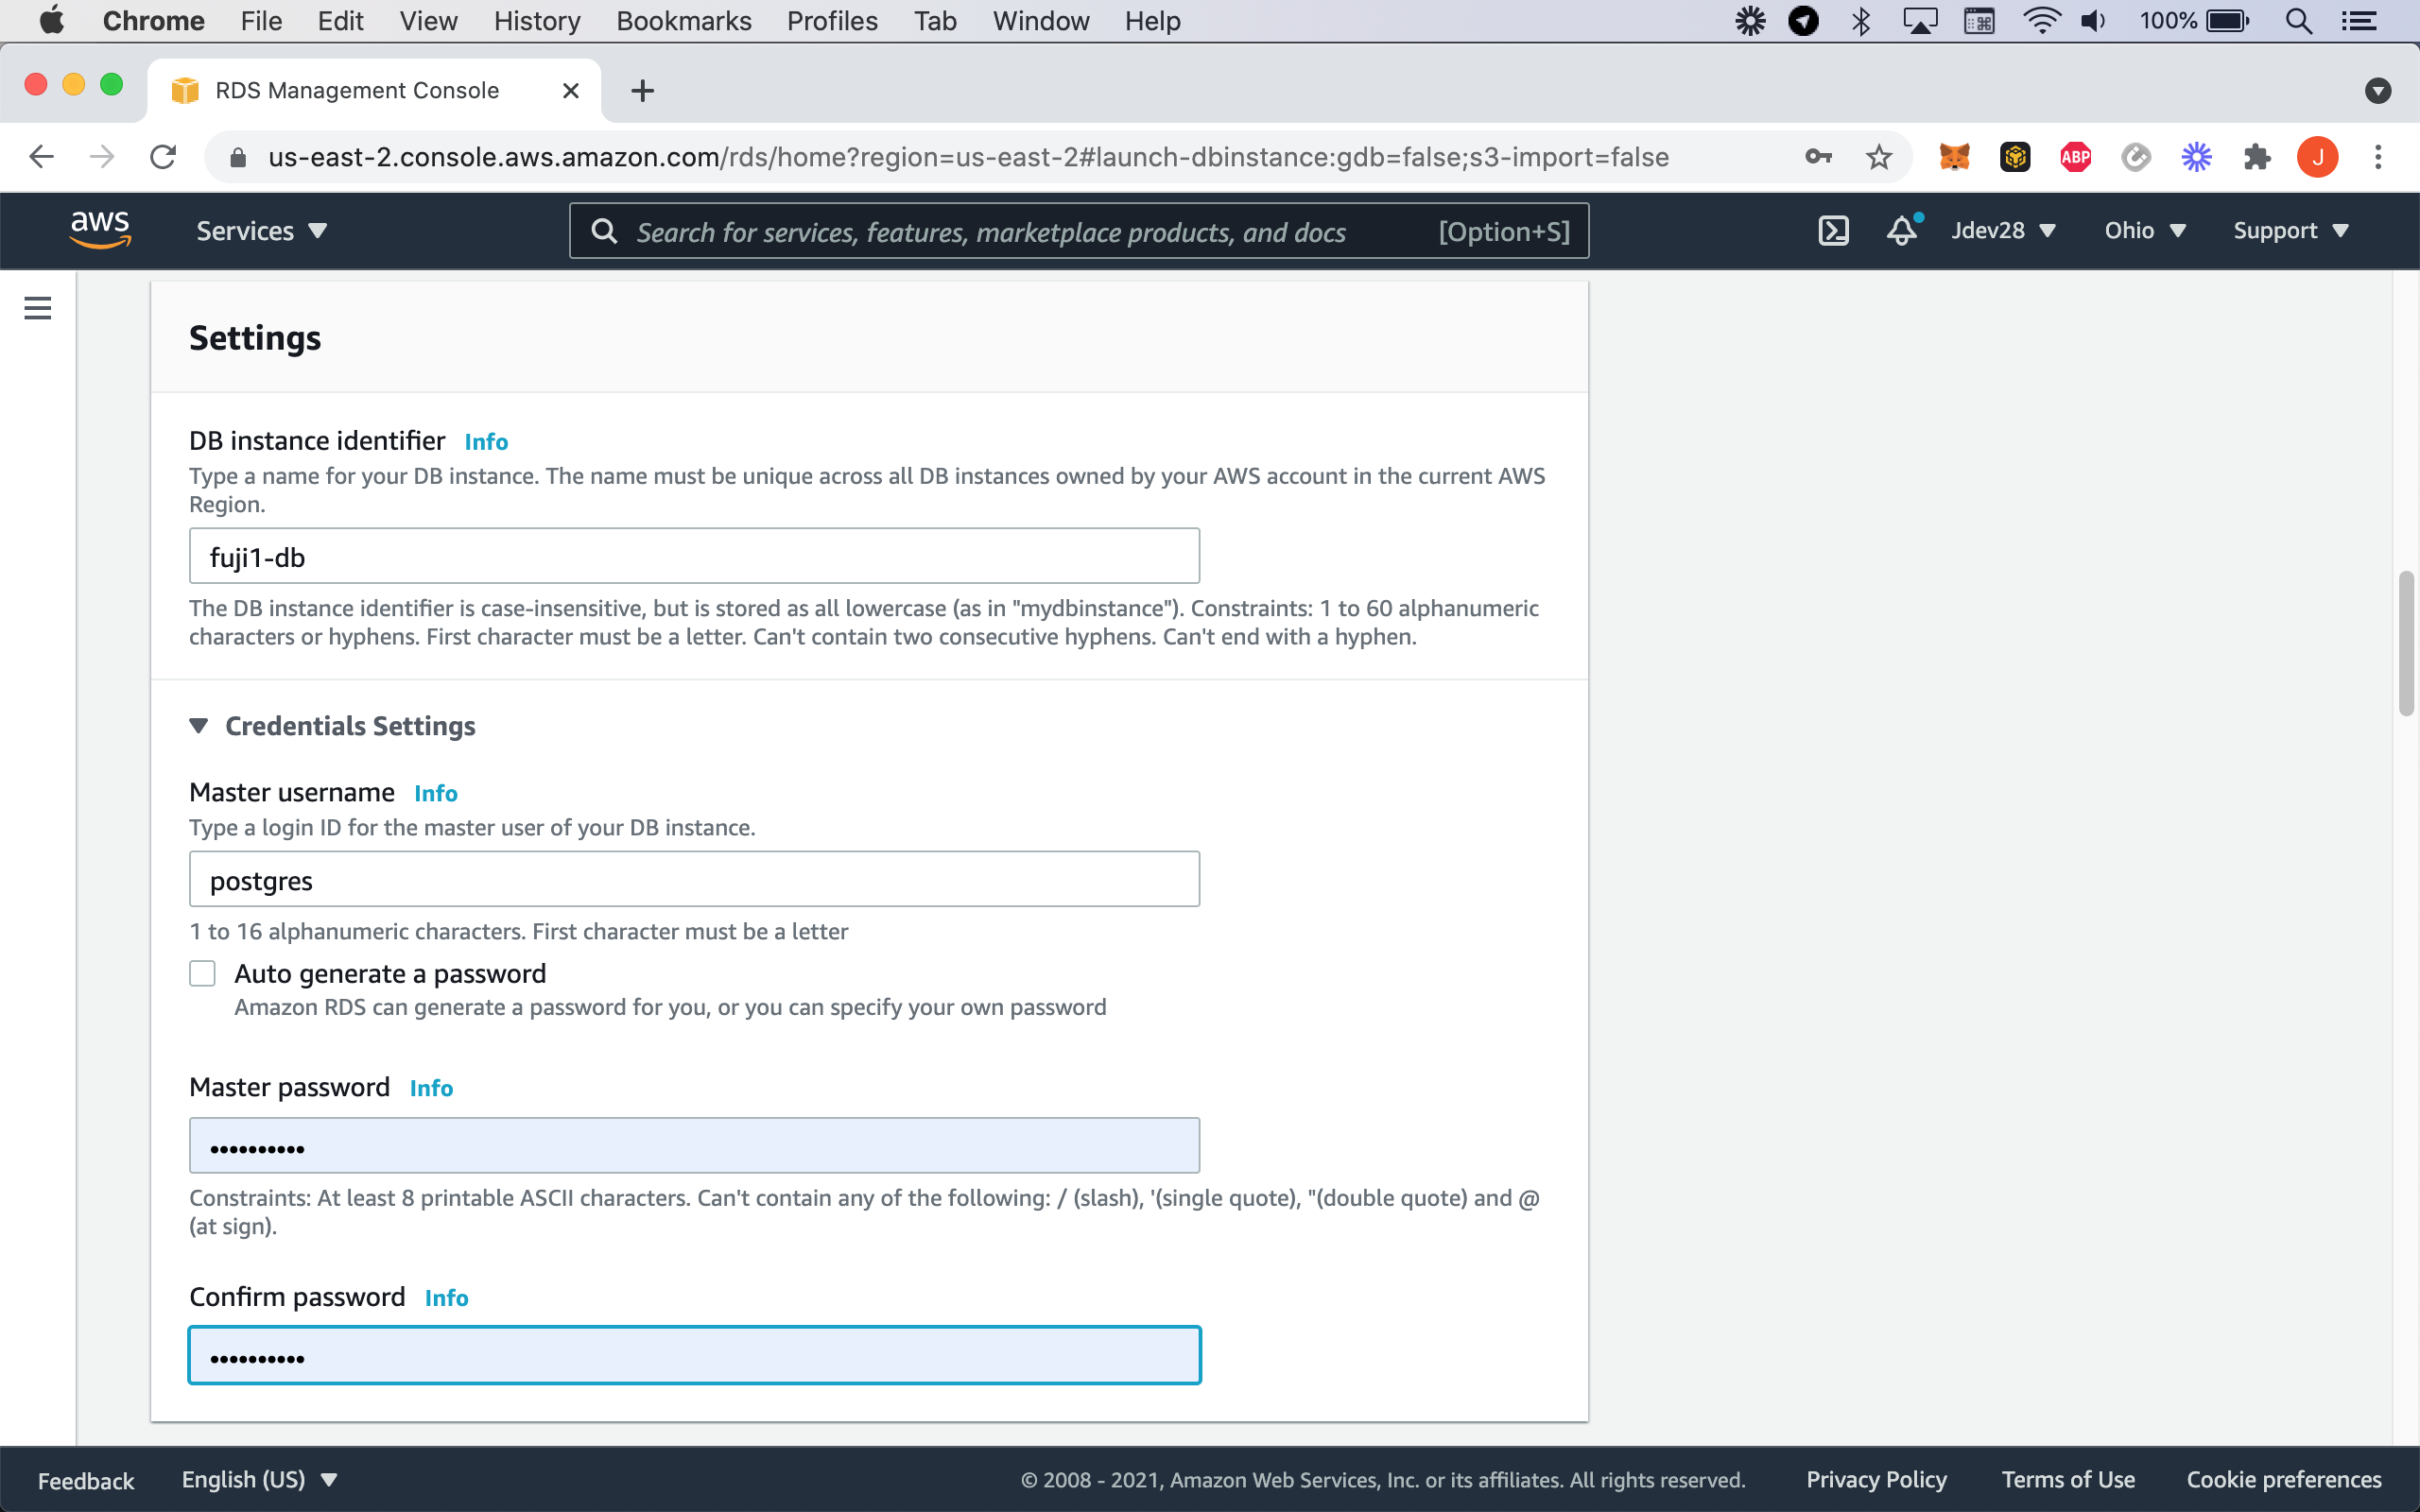 Chrome File Edit View History Bookmarks Profiles Tab Window Help 100%
RDS Management Console
us-east-2.console.aws.amazon.com/rds/home?region=us-east-2#launch-dbinstance:gdb=false;s3-import=false ABP J
aws Services Search for services, features, marketplace products, and docs [Option+S] Jdev28 Ohio Support
Settings
DB instance identifier Info
Type a name for your DB instance. The name must be unique across all DB instances owned by your AWS account in the current AWS
Region.
fuji1-db
The DB instance identifier is case-insensitive, but is stored as all lowercase (as in "mydbinstance"). Constraints: 1 to 60 alphanumeric
characters or hyphens. First character must be a letter. Can't contain two consecutive hyphens. Can't end with a hyphen.
Credentials Settings
Master username Info
Type a login ID for the master user of your DB instance.
postgres
1 to 16 alphanumeric characters. First character must be a letter
Auto generate a password
Amazon RDS can generate a password for you, or you can specify your own password
Master password Info
••••••••••
Constraints: At least 8 printable ASCII characters. Can't contain any of the following: / (slash), '(single quote), "(double quote) and @
(at sign).
Confirm password Info
••••••••••
Feedback English (US) © 2008 - 2021, Amazon Web Services, Inc. or its affiliates. All rights reserved. Privacy Policy Terms of Use Cookie preferences